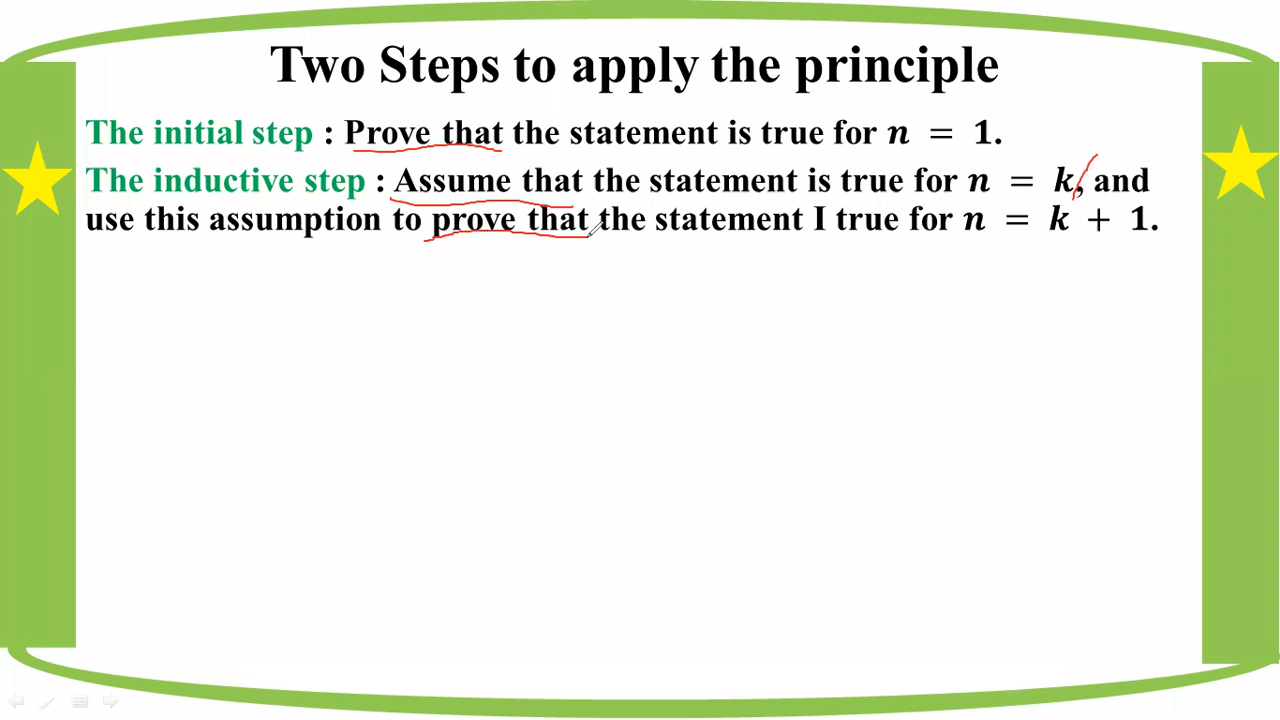 Two Steps to apply the principle
The initial step : Prove that the statement is true for n = 1.
The inductive step : Assume that the statement is true for n = k, and
use this assumption to prove that the statement I true for n = k + 1.